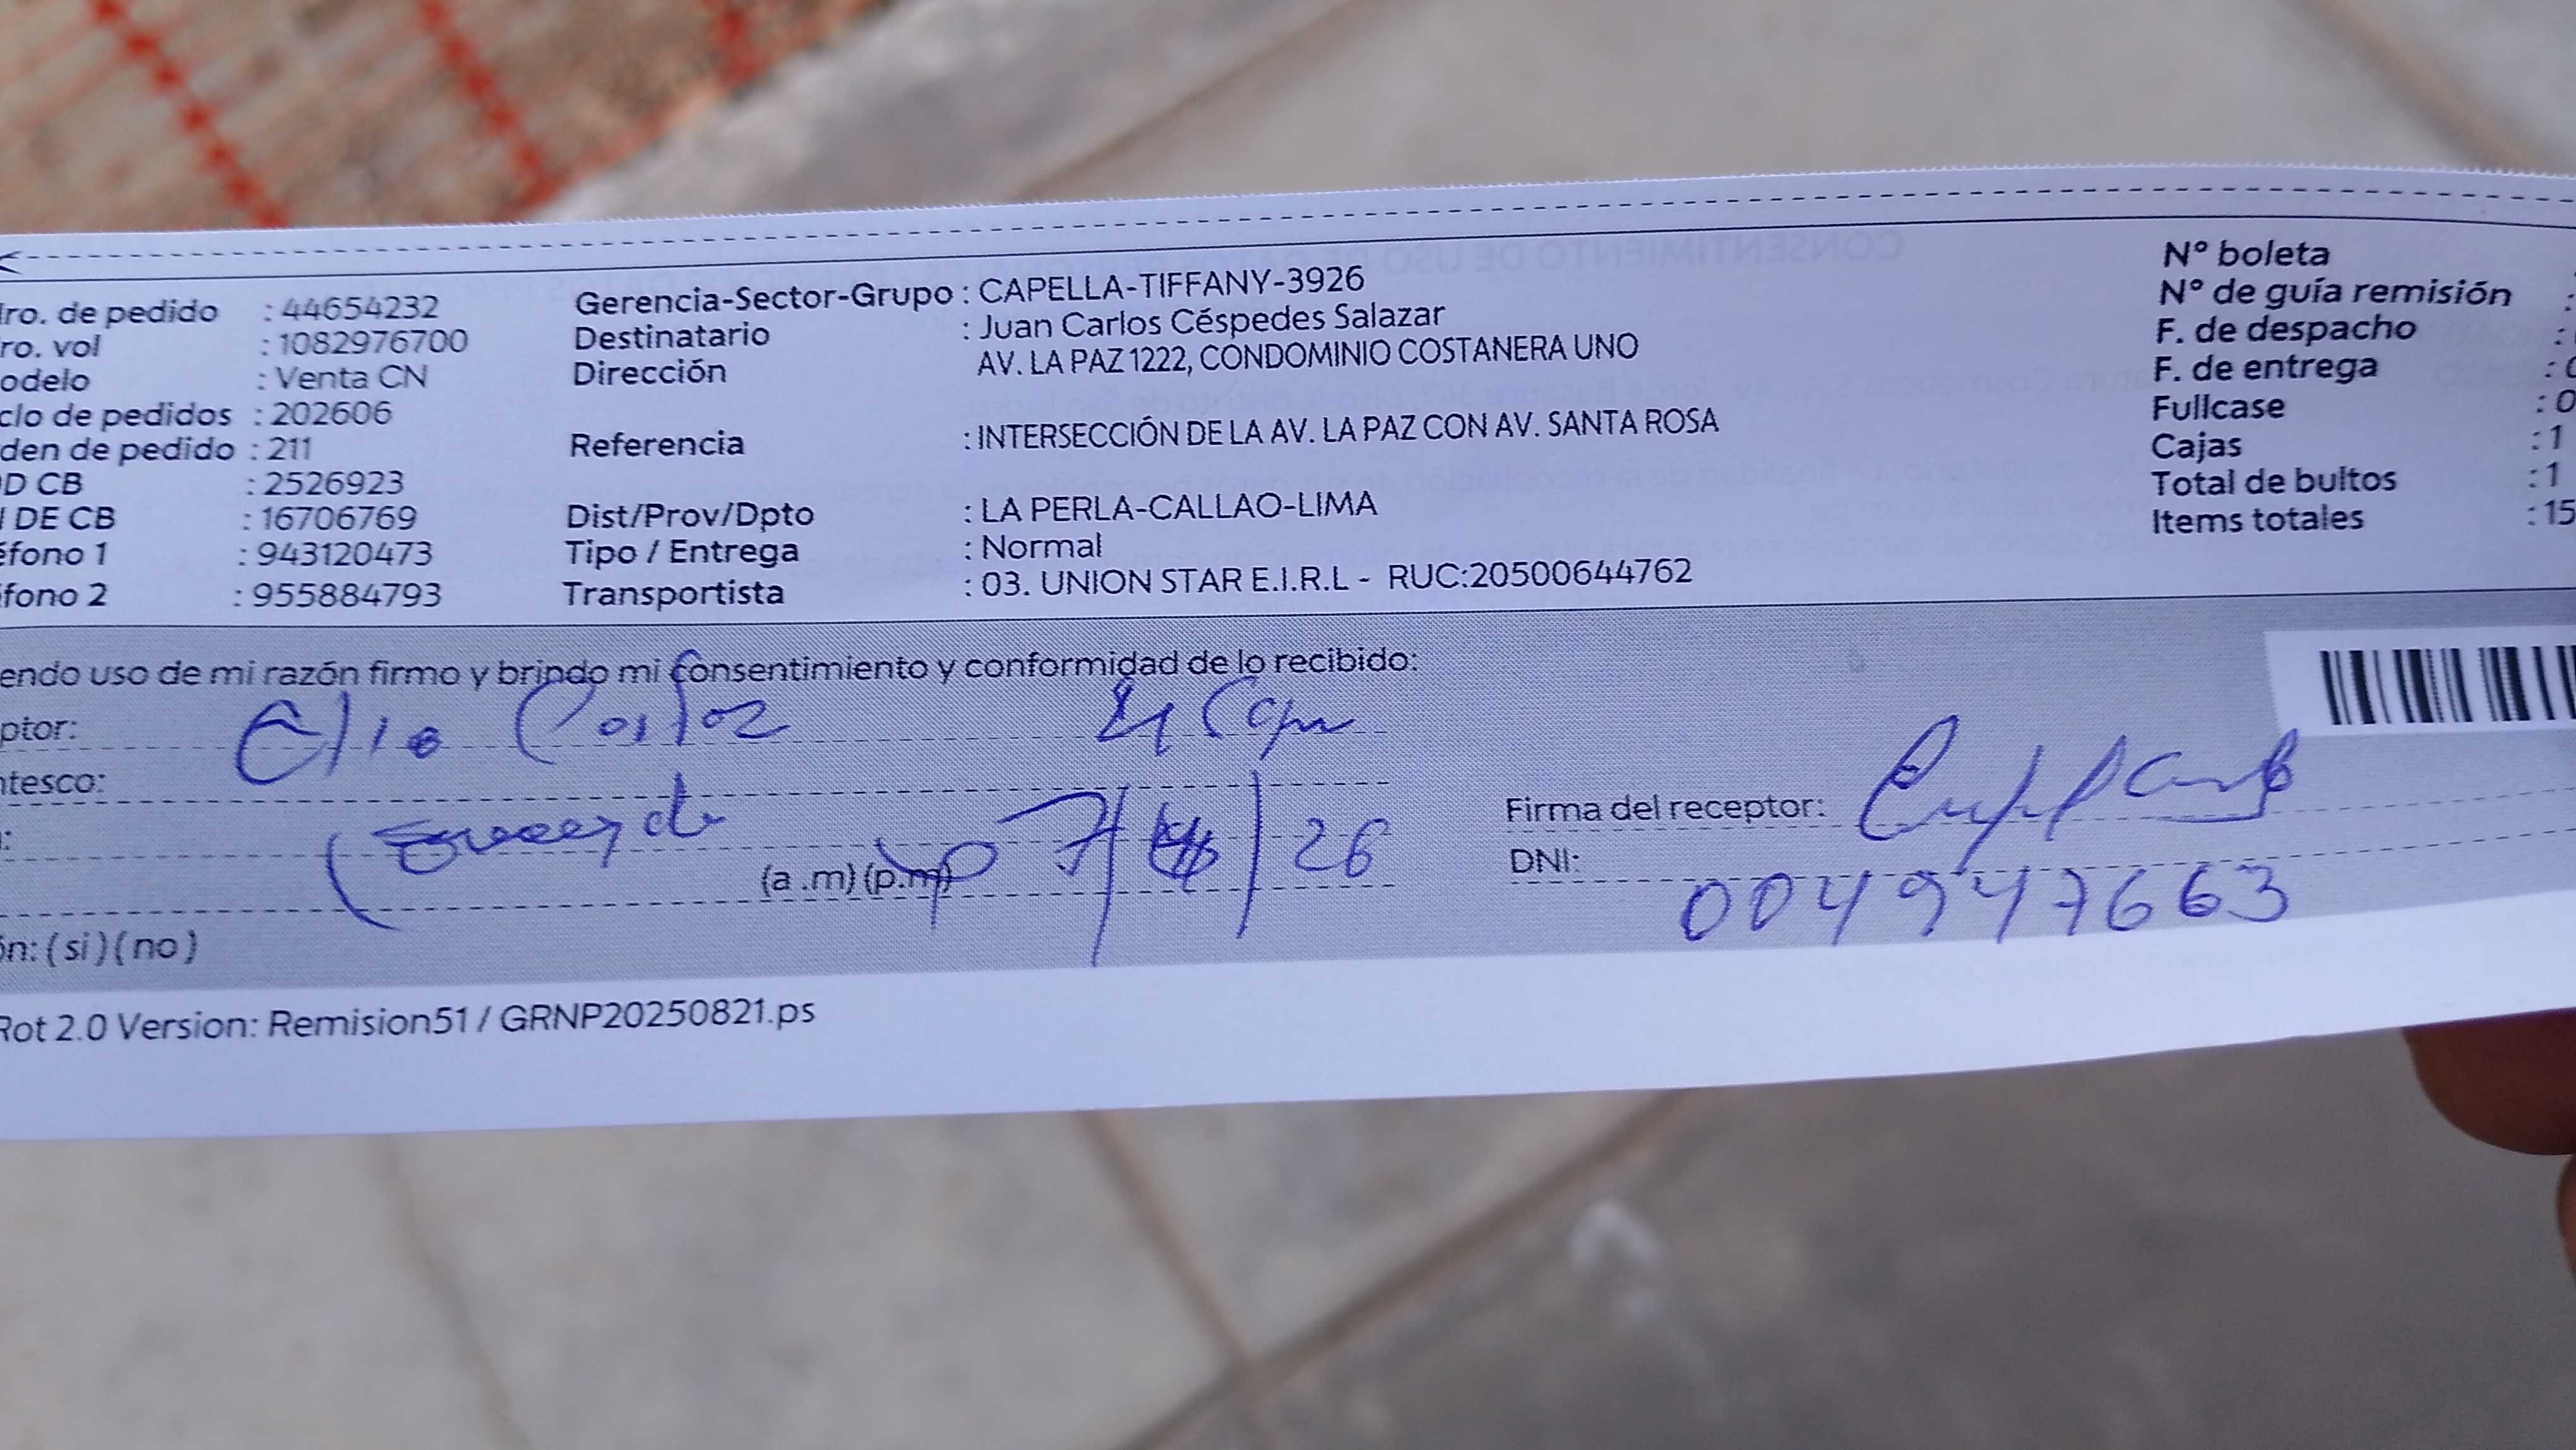 ro. de pedido : 44654232
ro. vol : 1082976700
odelo : Venta CN
clo de pedidos : 202606
den de pedido : 211
D CB : 2526923
DE CB : 16706769
éfono 1 : 943120473
fono 2 : 955884793
Gerencia-Sector-Grupo : CAPELLA-TIFFANY-3926
Destinatario : Juan Carlos Céspedes Salazar
Dirección AV. LA PAZ 1222, CONDOMINIO COSTANERA UNO
Referencia : INTERSECCIÓN DE LA AV. LA PAZ CON AV. SANTA ROSA
Dist/Prov/Dpto : LA PERLA-CALLAO-LIMA
Tipo / Entrega : Normal
Transportista : 03. UNION STAR E.I.R.L - RUC:20500644762
N° boleta
N° de guía remisión :
F. de despacho :
F. de entrega :
Fullcase : 0
Cajas : 1
Total de bultos : 1
Items totales : 15
endo uso de mi razón firmo y brindo mi consentimiento y conformidad de lo recibido:
ptor: Elio
ntesco:
(a .m) (p.m) 7/ /26
Firma del receptor:
DNI: 004947663
ón: ( si ) ( no )
Rot 2.0 Version: Remision51 / GRNP20250821.ps